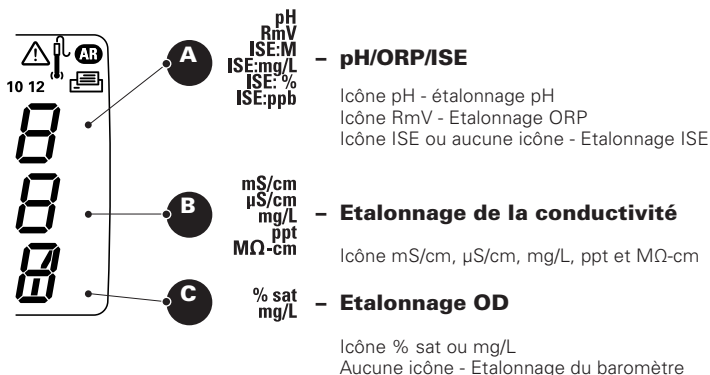 AR
10 12
A
pH
RmV
ISE:M
ISE:mg/L
ISE: %
ISE:ppb
– pH/ORP/ISE
Icône pH - étalonnage pH
Icône RmV - Etalonnage ORP
Icône ISE ou aucune icône - Etalonnage ISE
B
mS/cm
µS/cm
mg/L
ppt
MΩ-cm
– Etalonnage de la conductivité
Icône mS/cm, µS/cm, mg/L, ppt et MΩ-cm
C
% sat
mg/L
– Etalonnage OD
Icône % sat ou mg/L
Aucune icône - Etalonnage du baromètre